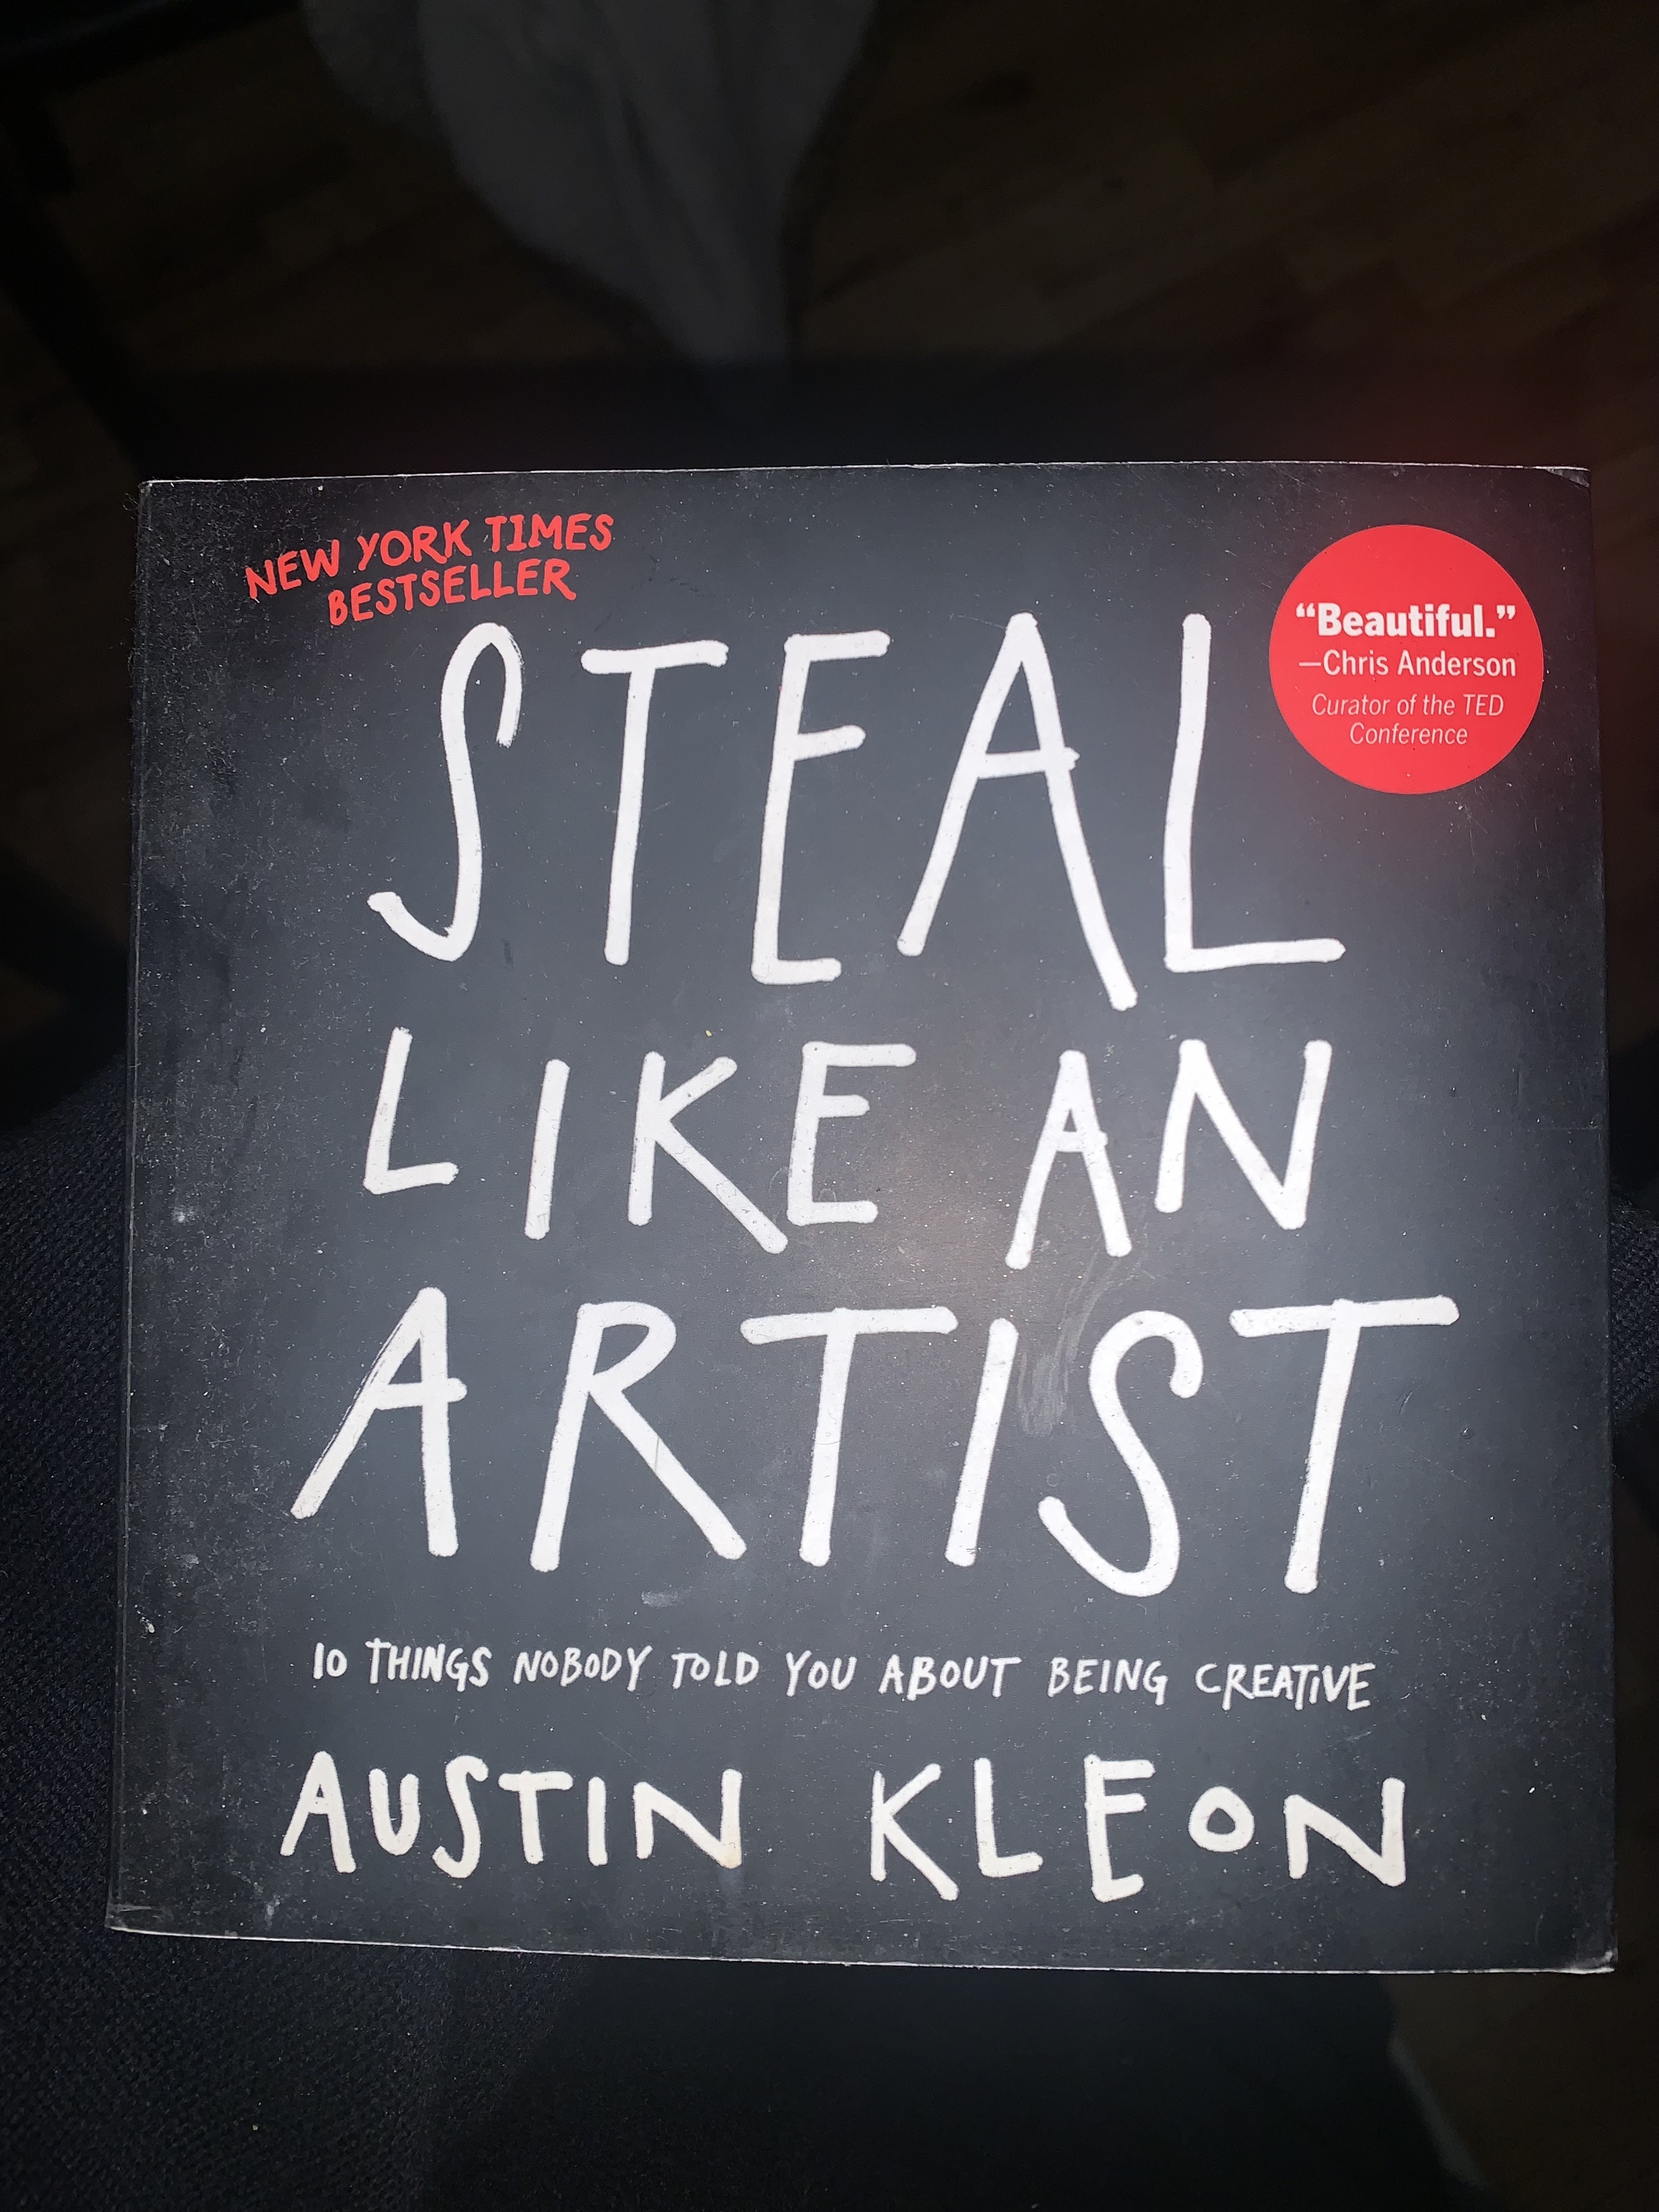 NEW YORK TIMES
BESTSELLER
“Beautiful.”
—Chris Anderson
Curator of the TED
Conference
STEAL
LIKE AN
ARTIST
10 THINGS NOBODY TOLD YOU ABOUT BEING CREATIVE
AUSTIN KLEON